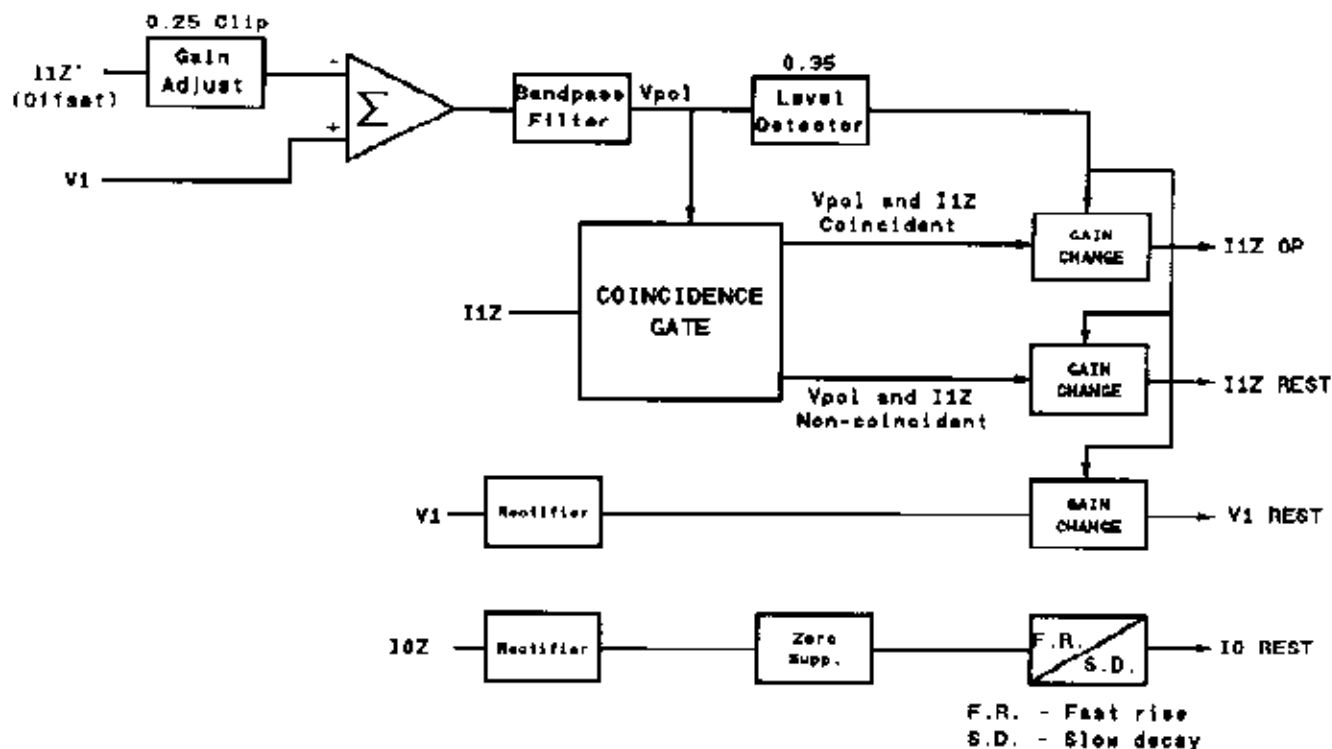 0.25 Clip
I1Z'
(Offset)
Gain
Adjust
-
+
Σ
V1
Bandpass
Filter
Vpol
0.35
Level
Detector
Vpol and I1Z
Coincident
GAIN
CHANGE
I1Z OP
I1Z
COINCIDENCE
GATE
GAIN
CHANGE
I1Z REST
Vpol and I1Z
Non-coincident
V1
Rectifier
GAIN
CHANGE
V1 REST
I0Z
Rectifier
Zero
Supp.
F.R.
S.D.
I0 REST
F.R. - Fast rise
S.D. - Slow decay